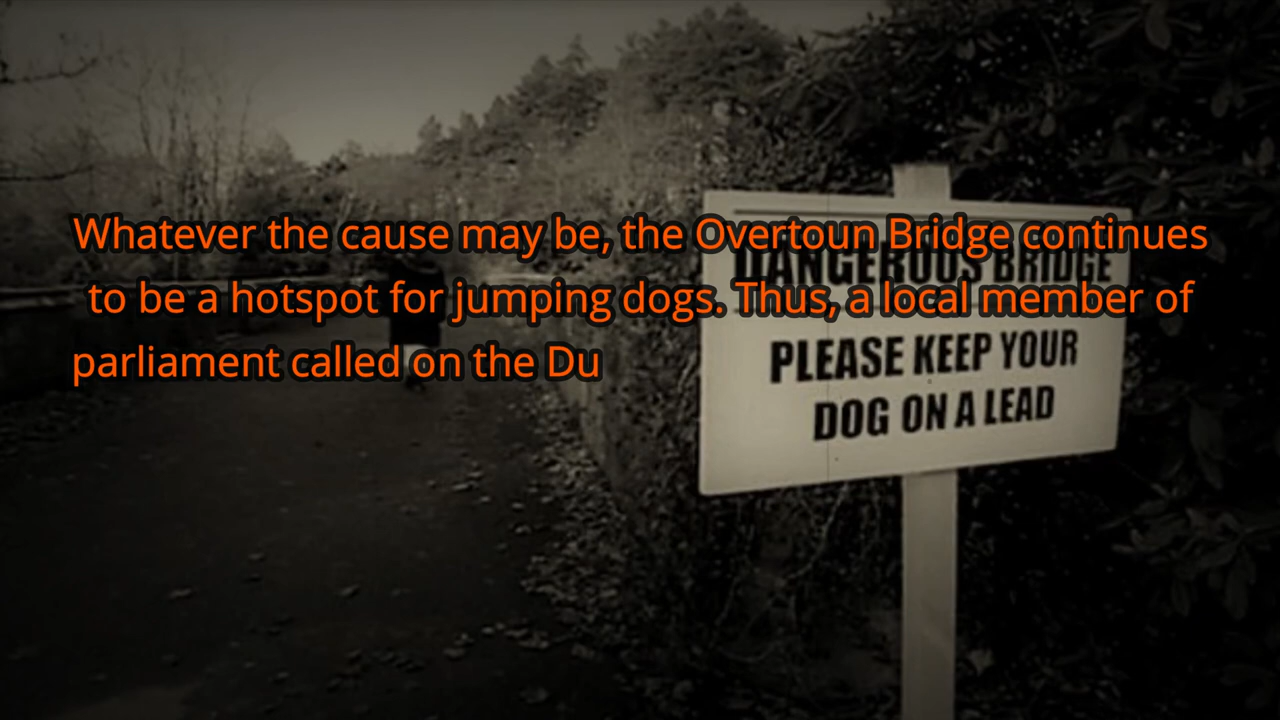 Whatever the cause may be, the Overtoun Bridge continues
to be a hotspot for jumping dogs. Thus, a local member of
parliament called on the Du
DANGEROUS BRIDGE
PLEASE KEEP YOUR
DOG ON A LEAD